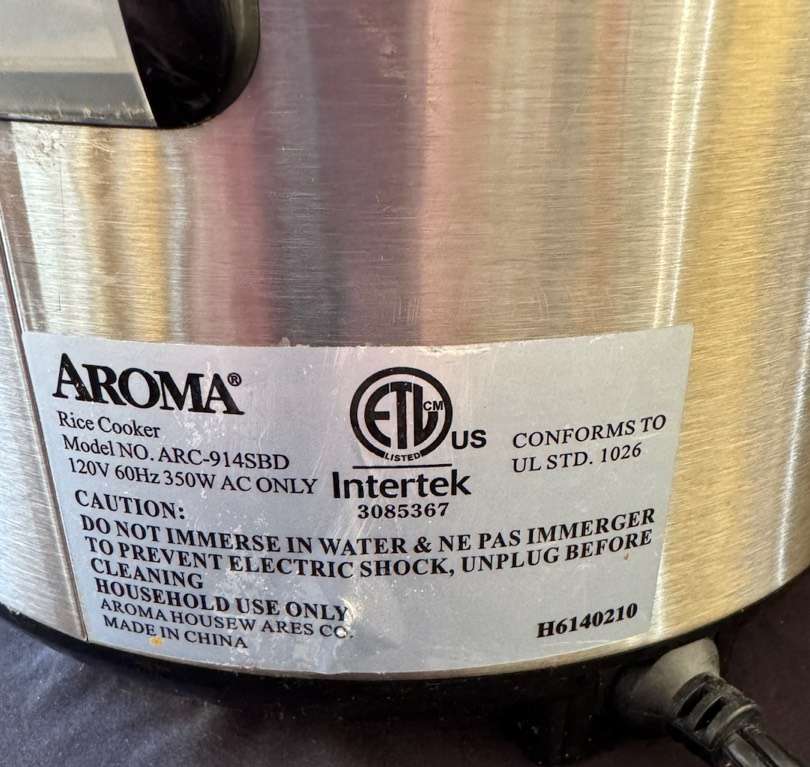 AROMA®
Rice Cooker
Model NO. ARC-914SBD
120V 60Hz 350W AC ONLY
ETL CM
LISTED
US
Intertek
3085367
CONFORMS TO
UL STD. 1026
CAUTION:
DO NOT IMMERSE IN WATER & NE PAS IMMERGER
TO PREVENT ELECTRIC SHOCK, UNPLUG BEFORE
CLEANING
HOUSEHOLD USE ONLY
AROMA HOUSEW ARES CO.
MADE IN CHINA
H6140210